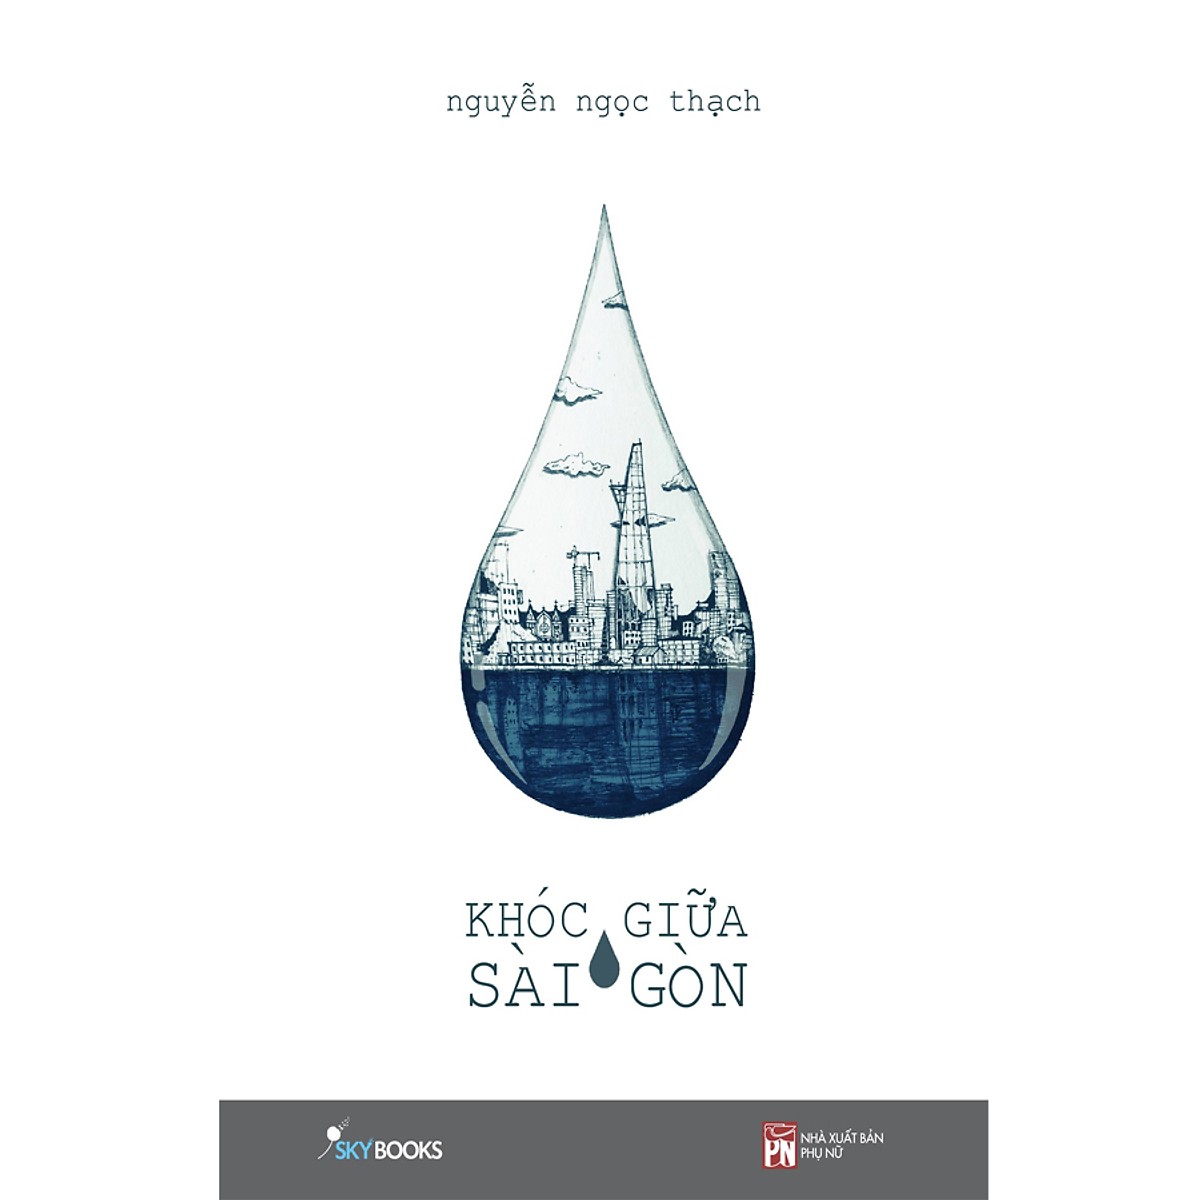 nguyễn ngọc thạch
KHÓC GIỮA
SÀI GÒN
SKYBOOKS
PN
NHÀ XUẤT BẢN
PHỤ NỮ